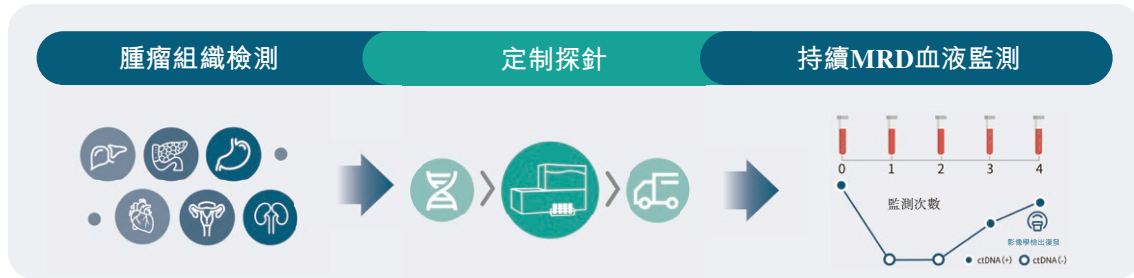 腫瘤組織檢測
定制探針
持續MRD血液監測
0 1 2 3 4
監測次數
影像學檢出復發
ctDNA(+) ctDNA(-)